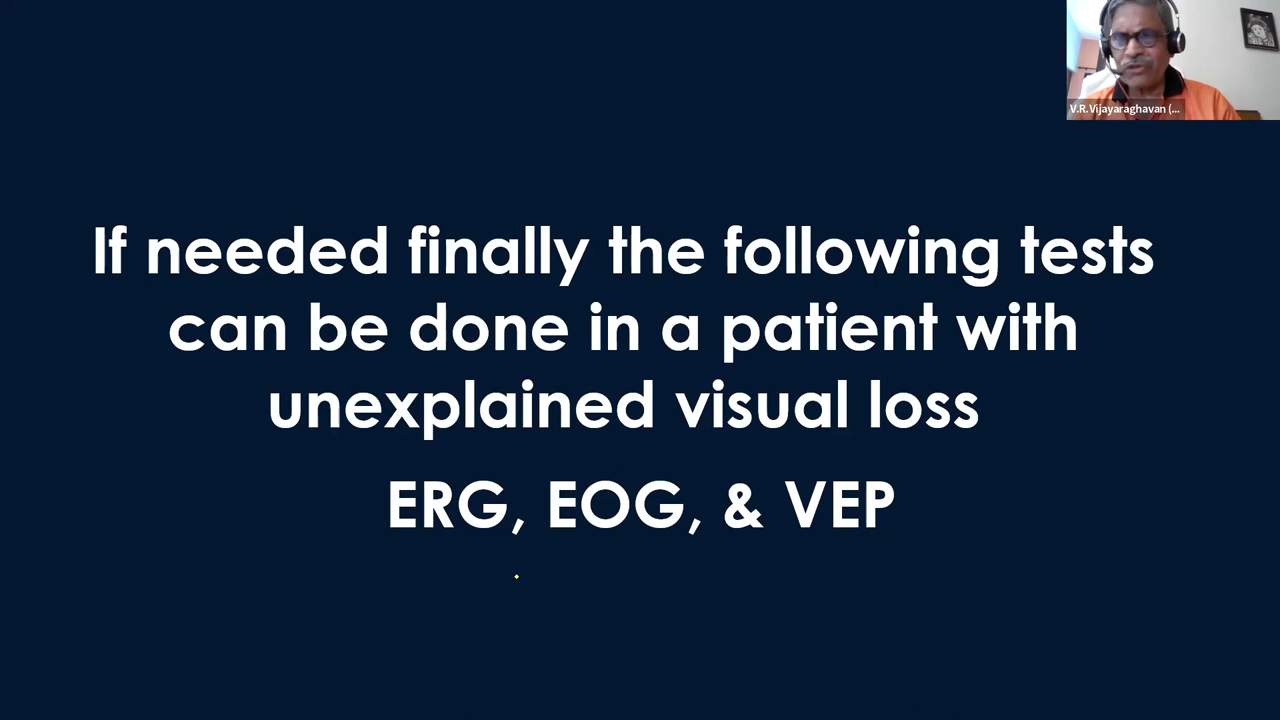 V.R.Vijayaraghavan (...
If needed finally the following tests
can be done in a patient with
unexplained visual loss
ERG, EOG, & VEP